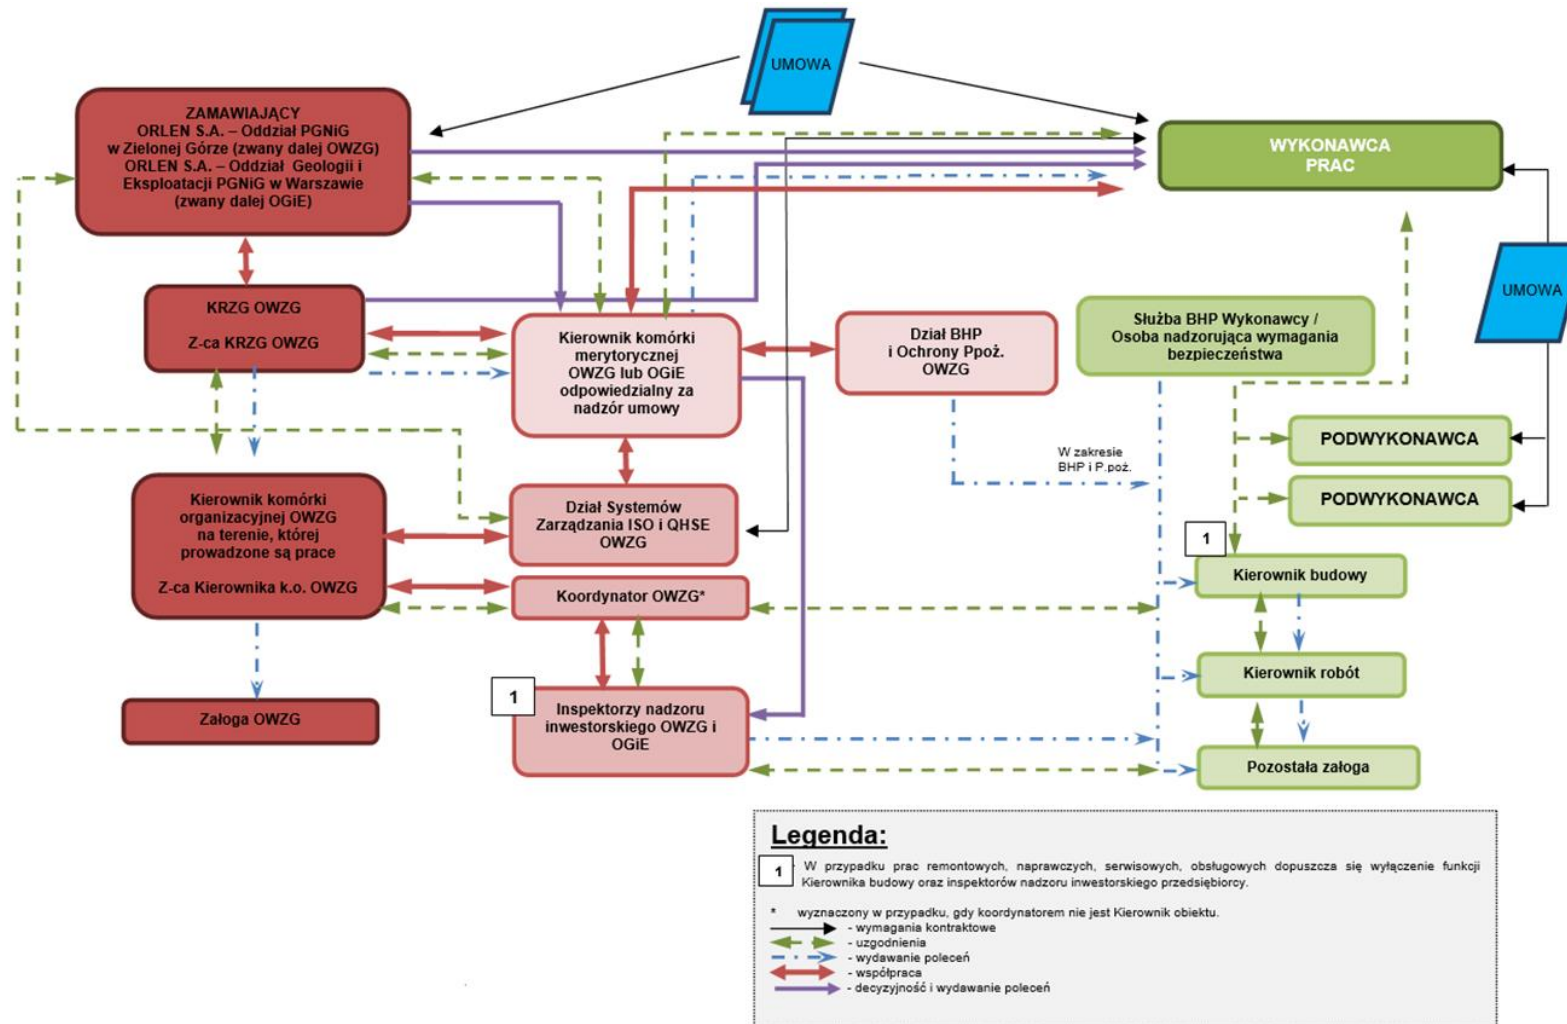 UMOWA
ZAMAWIAJĄCY
ORLEN S.A. – Oddział PGNiG
w Zielonej Górze (zwany dalej OWZG)
ORLEN S.A. – Oddział Geologii i
Eksploatacji PGNiG w Warszawie
(zwany dalej OGiE)
WYKONAWCA
PRAC
UMOWA
KRZG OWZG
Z-ca KRZG OWZG
Kierownik komórki
merytorycznej
OWZG lub OGiE
odpowiedzialny za
nadzór umowy
Dział BHP
i Ochrony Ppoż.
OWZG
Służba BHP Wykonawcy /
Osoba nadzorująca wymagania
bezpieczeństwa
PODWYKONAWCA
W zakresie
BHP i P.poż.
PODWYKONAWCA
Kierownik komórki
organizacyjnej OWZG
na terenie, której
prowadzone są prace
Z-ca Kierownika k.o. OWZG
Dział Systemów
Zarządzania ISO i QHSE
OWZG
1
Kierownik budowy
Koordynator OWZG*
Kierownik robót
1
Inspektorzy nadzoru
inwestorskiego OWZG i
OGiE
Załoga OWZG
Pozostała załoga
Legenda:
1 W przypadku prac remontowych, naprawczych, serwisowych, obsługowych dopuszcza się wyłączenie funkcji
Kierownika budowy oraz inspektorów nadzoru inwestorskiego przedsiębiorcy.
* wyznaczony w przypadku, gdy koordynatorem nie jest Kierownik obiektu.
- wymagania kontraktowe
- uzgodnienia
- wydawanie poleceń
- współpraca
- decyzyjność i wydawanie poleceń